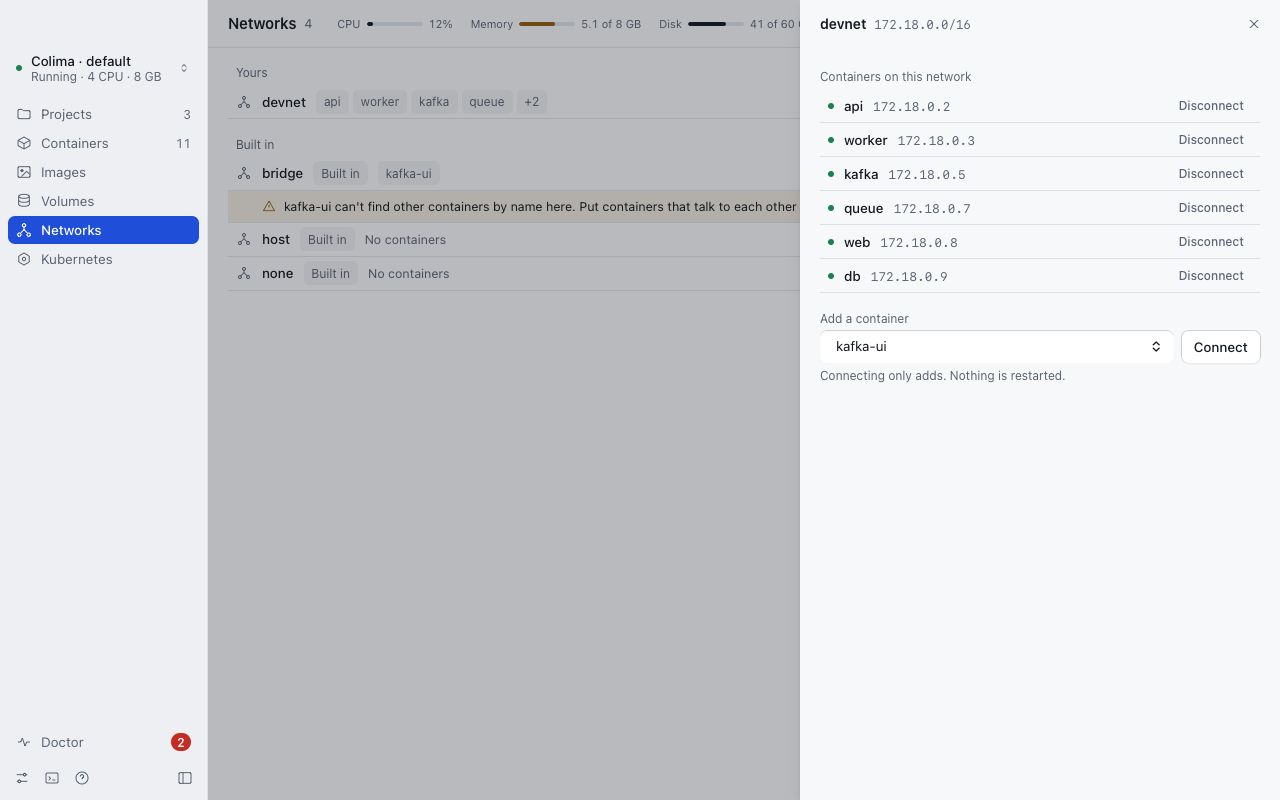 Colima · default
Running · 4 CPU · 8 GB
Projects 3
Containers 11
Images
Volumes
Networks
Kubernetes
Doctor 2
Networks 4 CPU 12% Memory 5.1 of 8 GB Disk 41 of 60
Yours
devnet api worker kafka queue +2
Built in
bridge Built in kafka-ui
kafka-ui can't find other containers by name here. Put containers that talk to each other
host Built in No containers
none Built in No containers
devnet 172.18.0.0/16
Containers on this network
api 172.18.0.2 Disconnect
worker 172.18.0.3 Disconnect
kafka 172.18.0.5 Disconnect
queue 172.18.0.7 Disconnect
web 172.18.0.8 Disconnect
db 172.18.0.9 Disconnect
Add a container
kafka-ui Connect
Connecting only adds. Nothing is restarted.